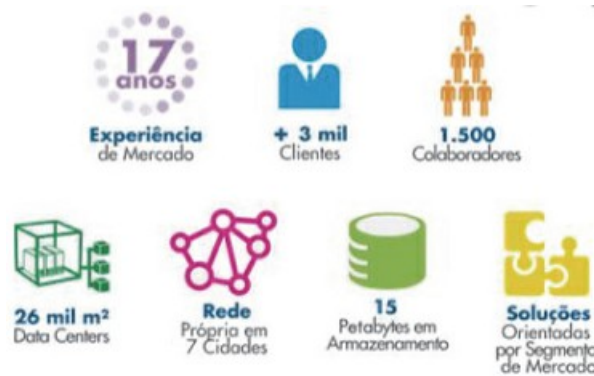 17
anos
Experiência
de Mercado
+ 3 mil
Clientes
1.500
Colaboradores
26 mil m²
Data Centers
Rede
Própria em
7 Cidades
15
Petabytes em
Armazenamento
Soluções
Orientadas
por Segmento
de Mercado